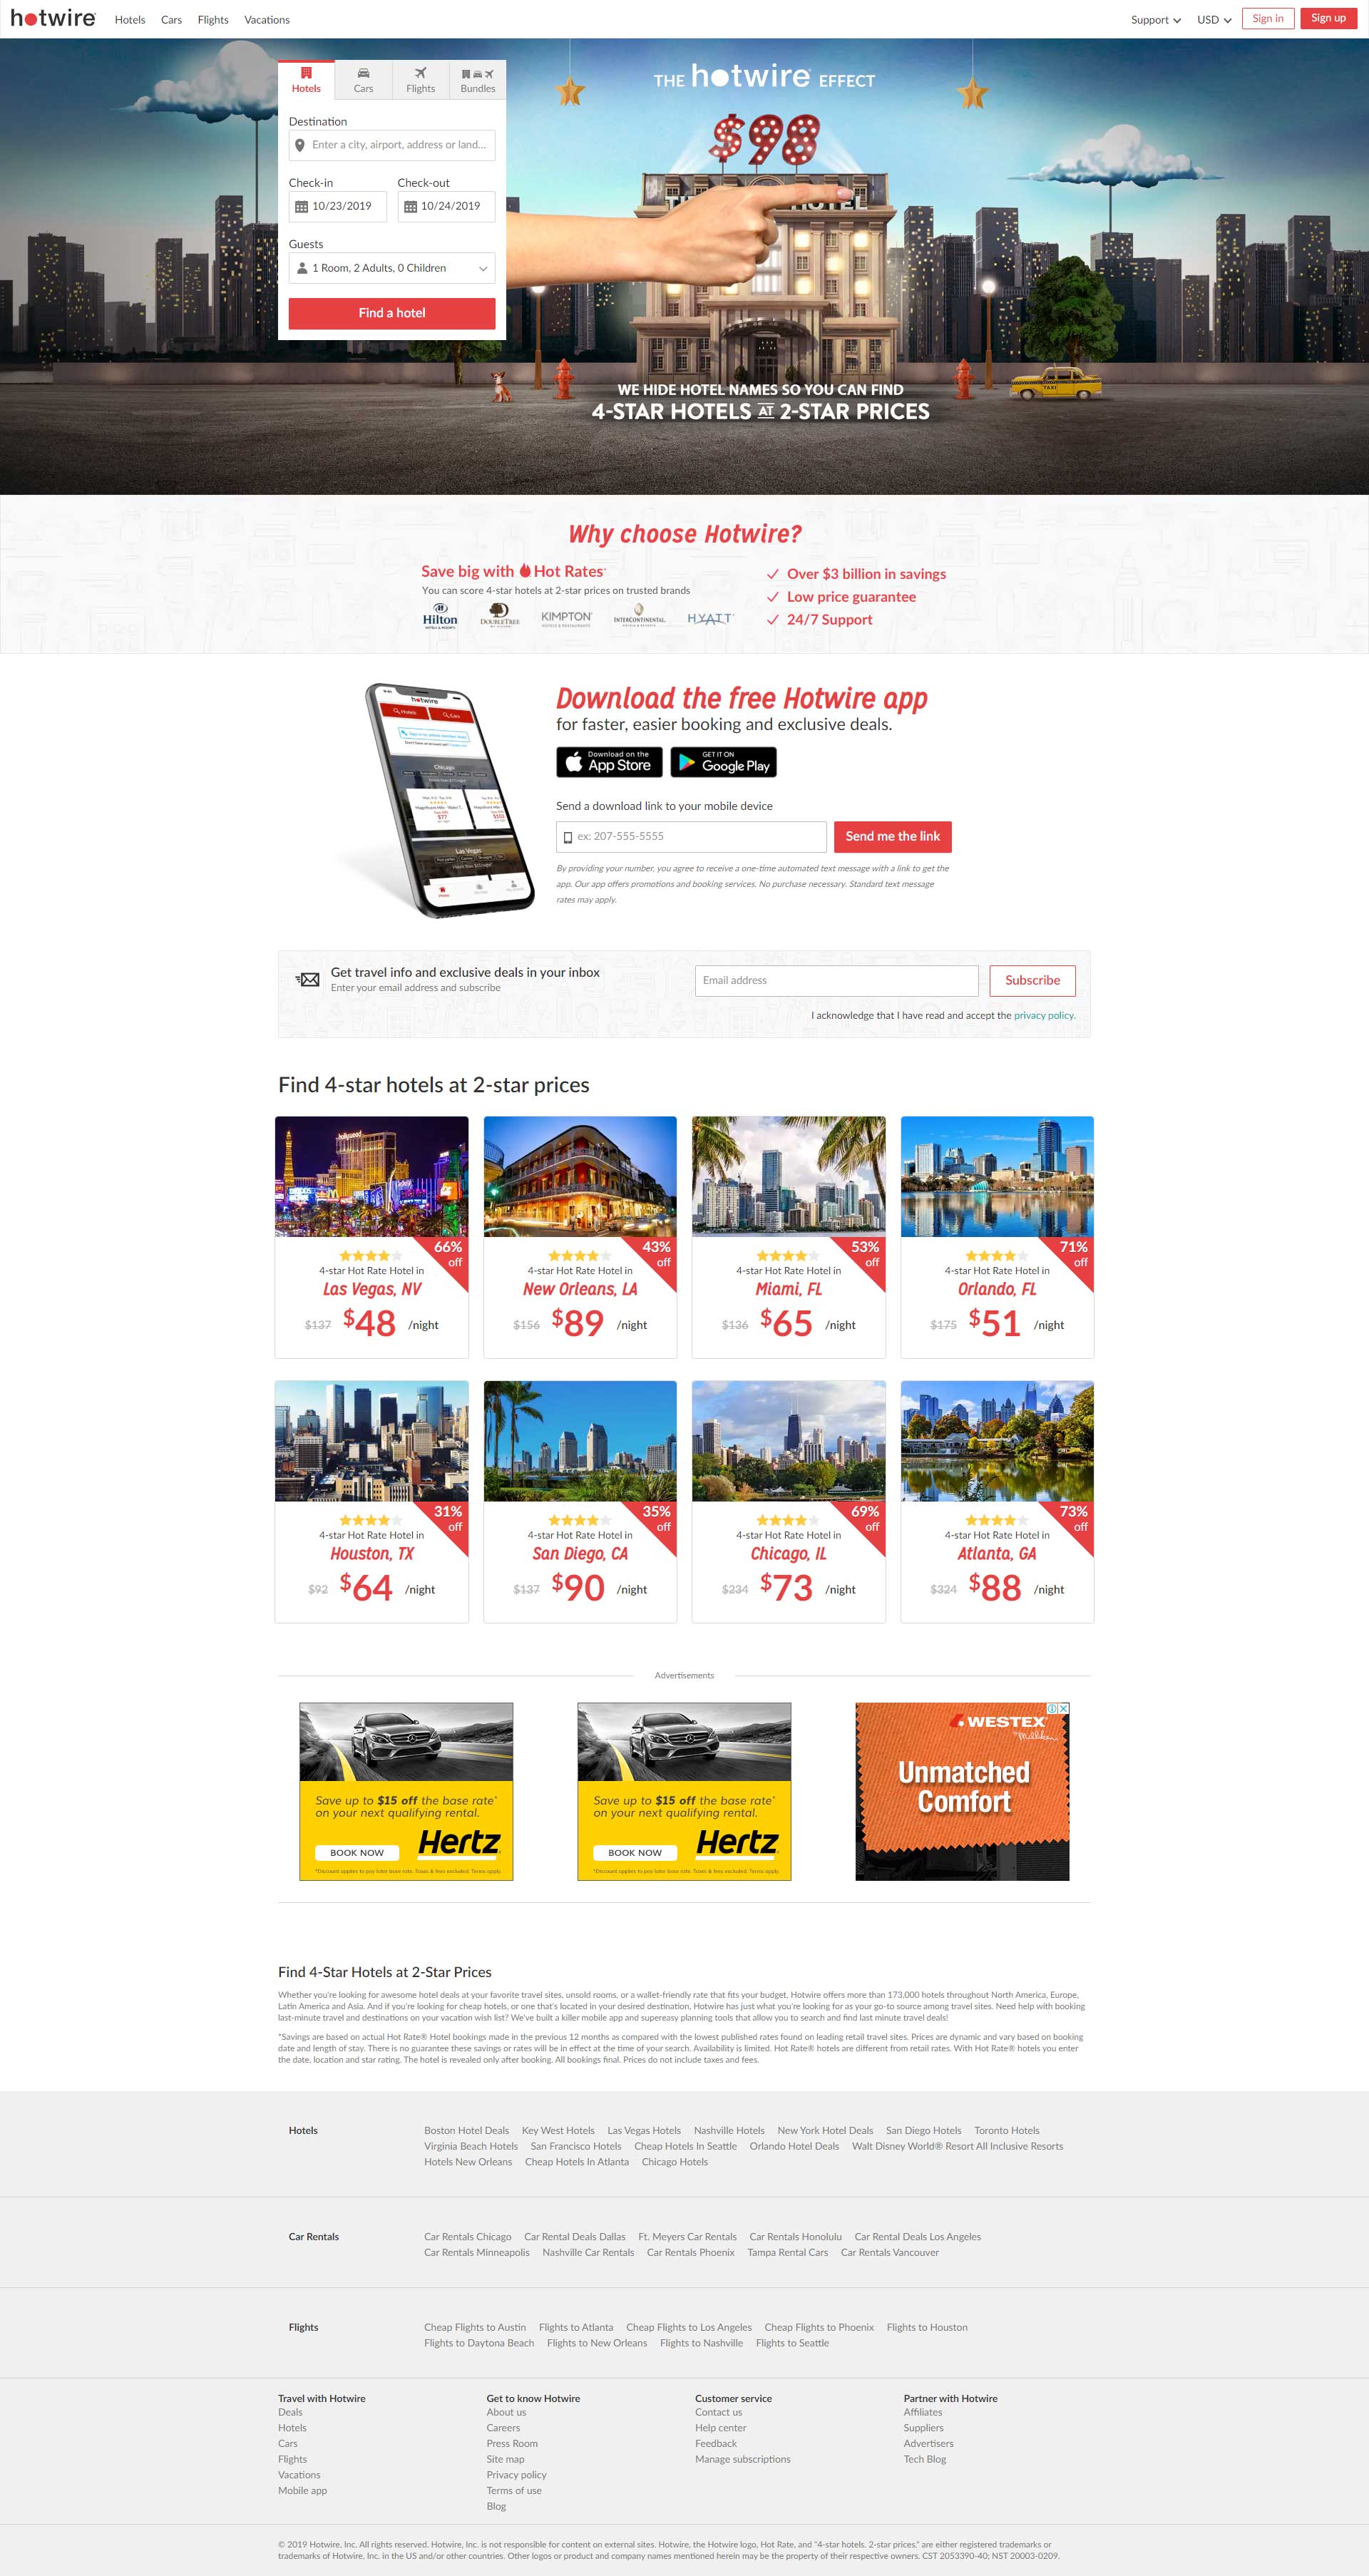 hotwire
Hotels Cars Flights Vacations
Support USD Sign in Sign up
Hotels Cars Flights Bundles
Destination
Enter a city, airport, address or land...
Check-in Check-out
10/23/2019 10/24/2019
Guests
1 Room, 2 Adults, 0 Children
Find a hotel
THE hotwire EFFECT
$98
HOTEL
TAXI
WE HIDE HOTEL NAMES SO YOU CAN FIND
4-STAR HOTELS AT 2-STAR PRICES
Why choose Hotwire?
Save big with Hot Rates
You can score 4-star hotels at 2-star prices on trusted brands
Hilton DOUBLETREE KIMPTON INTERCONTINENTAL HYATT
HOTELS & RESORTS
Over $3 billion in savings
Low price guarantee
24/7 Support
hotwire
Hotels Cars
Chicago
$77
Las Vegas
Download the free Hotwire app
for faster, easier booking and exclusive deals.
Download on the App Store
GET IT ON Google Play
Send a download link to your mobile device
ex: 207-555-5555
Send me the link
By providing your number, you agree to receive a one-time automated text message with a link to get the
app. Our app offers promotions and booking services. No purchase necessary. Standard text message
rates may apply.
Get travel info and exclusive deals in your inbox
Enter your email address and subscribe
Email address
Subscribe
I acknowledge that I have read and accept the privacy policy.
Find 4-star hotels at 2-star prices
66% off
4-star Hot Rate Hotel in
Las Vegas, NV
$137 $48 /night
43% off
4-star Hot Rate Hotel in
New Orleans, LA
$156 $89 /night
53% off
4-star Hot Rate Hotel in
Miami, FL
$136 $65 /night
71% off
4-star Hot Rate Hotel in
Orlando, FL
$175 $51 /night
31% off
4-star Hot Rate Hotel in
Houston, TX
$92 $64 /night
35% off
4-star Hot Rate Hotel in
San Diego, CA
$137 $90 /night
69% off
4-star Hot Rate Hotel in
Chicago, IL
$234 $73 /night
73% off
4-star Hot Rate Hotel in
Atlanta, GA
$324 $88 /night
Advertisements
Save up to $15 off the base rate*
on your next qualifying rental.
BOOK NOW
Hertz
*Discount applies to pay later base rate. Taxes & fees excluded. Terms apply.
Save up to $15 off the base rate*
on your next qualifying rental.
BOOK NOW
Hertz
*Discount applies to pay later base rate. Taxes & fees excluded. Terms apply.
WESTEX
by Milliken
Unmatched
Comfort
Find 4-Star Hotels at 2-Star Prices
Whether you're looking for awesome hotel deals at your favorite travel sites, unsold rooms, or a wallet-friendly rate that fits your budget, Hotwire offers more than 173,000 hotels throughout North America, Europe,
Latin America and Asia. And if you're looking for cheap hotels, or one that's located in your desired destination, Hotwire has just what you're looking for as your go-to source among travel sites. Need help with booking
last-minute travel and destinations on your vacation wish list? We've built a killer mobile app and supereasy planning tools that allow you to search and find last minute travel deals!
*Savings are based on actual Hot Rate® Hotel bookings made in the previous 12 months as compared with the lowest published rates found on leading retail travel sites. Prices are dynamic and vary based on booking
date and length of stay. There is no guarantee these savings or rates will be in effect at the time of your search. Availability is limited. Hot Rate® hotels are different from retail rates. With Hot Rate® hotels you enter
the date, location and star rating. The hotel is revealed only after booking. All bookings final. Prices do not include taxes and fees.
Hotels
Boston Hotel Deals Key West Hotels Las Vegas Hotels Nashville Hotels New York Hotel Deals San Diego Hotels Toronto Hotels
Virginia Beach Hotels San Francisco Hotels Cheap Hotels In Seattle Orlando Hotel Deals Walt Disney World® Resort All Inclusive Resorts
Hotels New Orleans Cheap Hotels In Atlanta Chicago Hotels
Car Rentals
Car Rentals Chicago Car Rental Deals Dallas Ft. Meyers Car Rentals Car Rentals Honolulu Car Rental Deals Los Angeles
Car Rentals Minneapolis Nashville Car Rentals Car Rentals Phoenix Tampa Rental Cars Car Rentals Vancouver
Flights
Cheap Flights to Austin Flights to Atlanta Cheap Flights to Los Angeles Cheap Flights to Phoenix Flights to Houston
Flights to Daytona Beach Flights to New Orleans Flights to Nashville Flights to Seattle
Travel with Hotwire
Deals
Hotels
Cars
Flights
Vacations
Mobile app
Get to know Hotwire
About us
Careers
Press Room
Site map
Privacy policy
Terms of use
Blog
Customer service
Contact us
Help center
Feedback
Manage subscriptions
Partner with Hotwire
Affiliates
Suppliers
Advertisers
Tech Blog
© 2019 Hotwire, Inc. All rights reserved. Hotwire, Inc. is not responsible for content on external sites. Hotwire, the Hotwire logo, Hot Rate, and "4-star hotels. 2-star prices." are either registered trademarks or
trademarks of Hotwire, Inc. in the US and/or other countries. Other logos or product and company names mentioned herein may be the property of their respective owners. CST 2053390-40; NST 20003-0209.